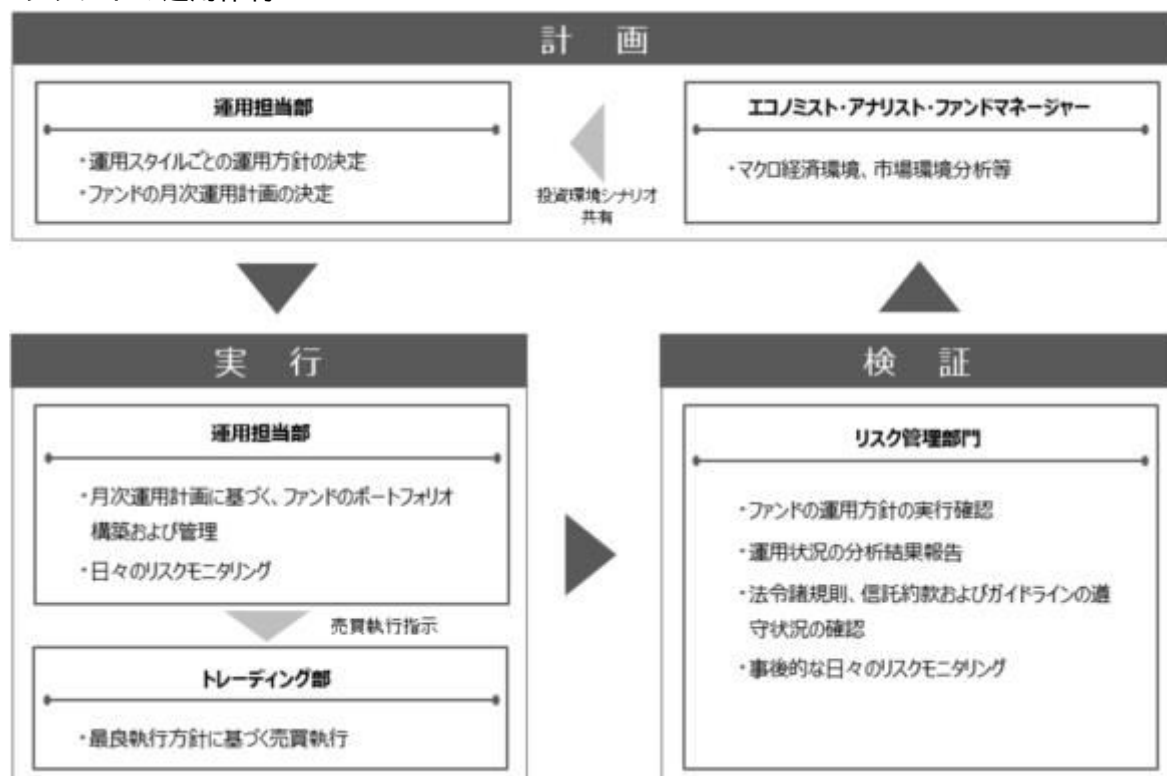 計 画
運用担当部
・運用スタイルごとの運用方針の決定
・ファンドの月次運用計画の決定
投資環境シナリオ
共有
エコノミスト・アナリスト・ファンドマネージャー
・マクロ経済環境、市場環境分析等
実 行
運用担当部
・月次運用計画に基づく、ファンドのポートフォリオ
構築および管理
・日々のリスクモニタリング
売買執行指示
トレーディング部
・最良執行方針に基づく売買執行
検 証
リスク管理部門
・ファンドの運用方針の実行確認
・運用状況の分析結果報告
・法令諸規則、信託約款およびガイドラインの遵
守状況の確認
・事後的な日々のリスクモニタリング